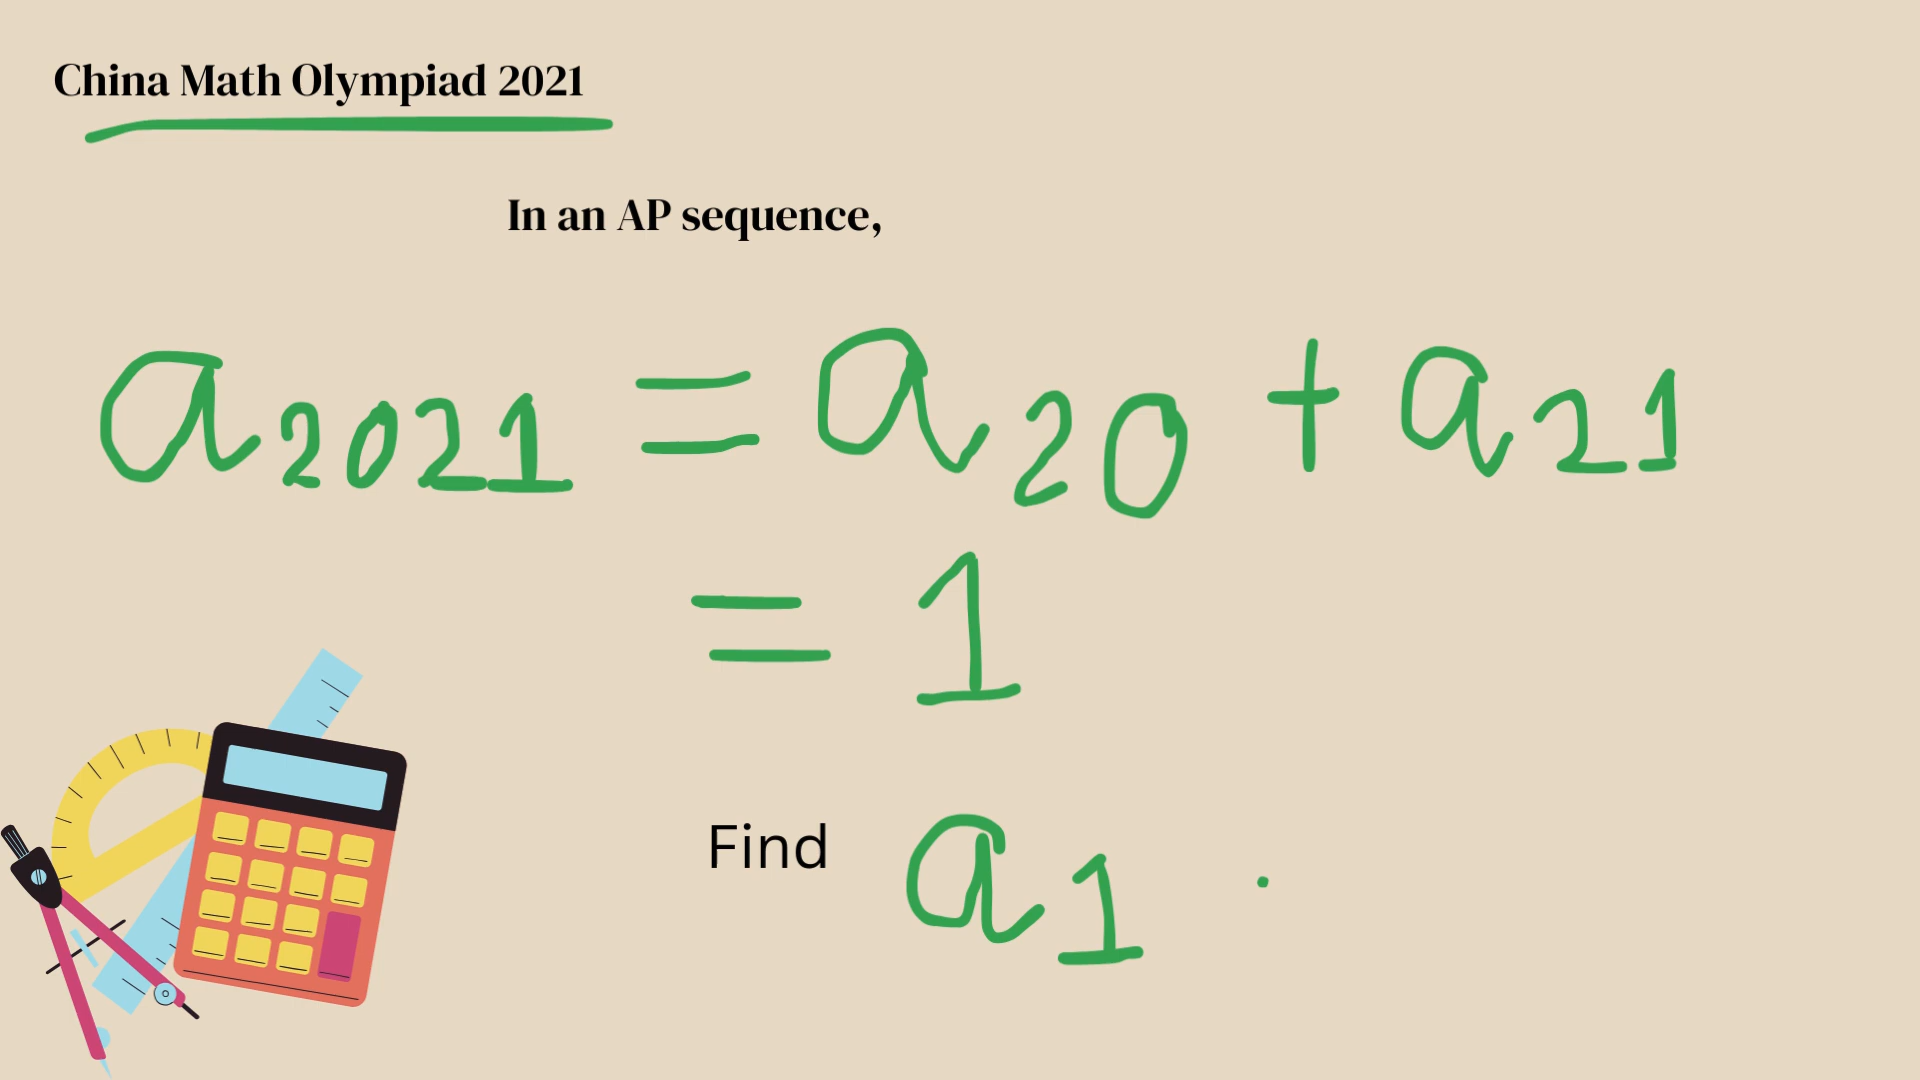 China Math Olympiad 2021
In an AP sequence,
a₂₀₂₁ = a₂₀ + a₂₁
= 1
Find a₁ .